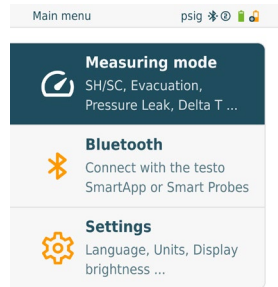 Main menu psig ②
Measuring mode
SH/SC, Evacuation,
Pressure Leak, Delta T ...
Bluetooth
Connect with the testo
SmartApp or Smart Probes
Settings
Language, Units, Display
brightness ...